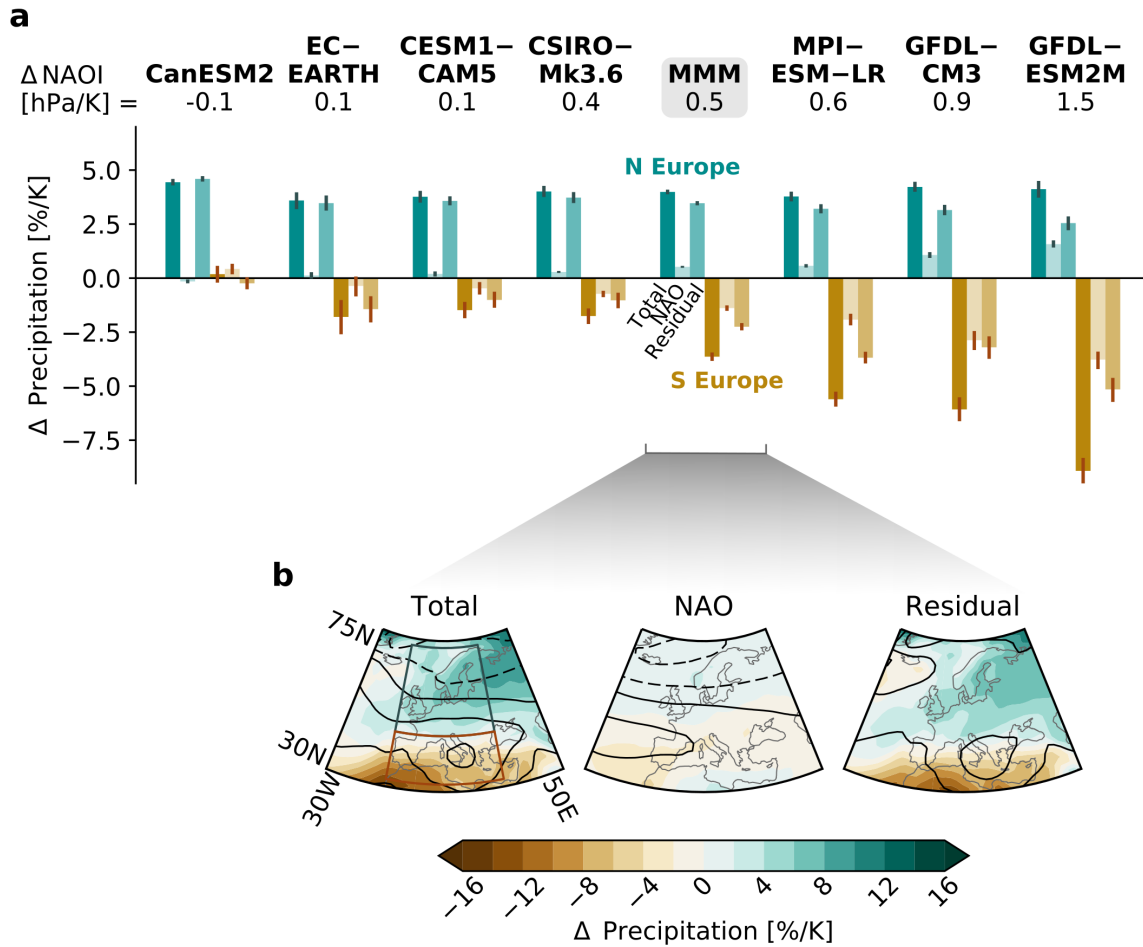 a
Δ NAOI
[hPa/K] =
CanESM2
-0.1
EC−
EARTH
0.1
CESM1−
CAM5
0.1
CSIRO−
Mk3.6
0.4
MMM
0.5
MPI−
ESM−LR
0.6
GFDL−
CM3
0.9
GFDL−
ESM2M
1.5
Δ Precipitation [%/K]
5.0
2.5
0.0
−2.5
−5.0
−7.5
N Europe
Total
NAO
Residual
S Europe
b
Total
NAO
Residual
75N
30N
30W
50E
−16
−12
−8
−4
0
4
8
12
16
Δ Precipitation [%/K]